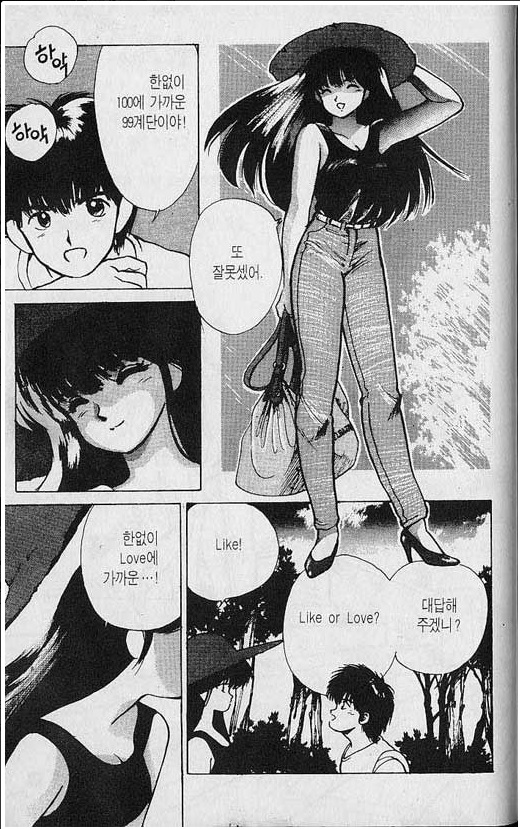 하악
하악
한없이
100에 가까운
99계단이야!
또
잘못셌어.
Like!
Like or Love?
대답해
주겠니?
한없이
Love에
가까운…!